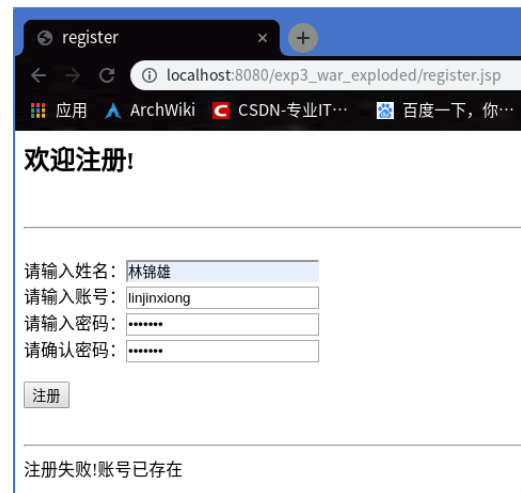 register
localhost:8080/exp3_war_exploded/register.jsp
应用 ArchWiki CSDN-专业IT… 百度一下，你…
欢迎注册!
请输入姓名：林锦雄
请输入账号：linjinxiong
请输入密码：•••••••
请确认密码：•••••••
注册
注册失败!账号已存在